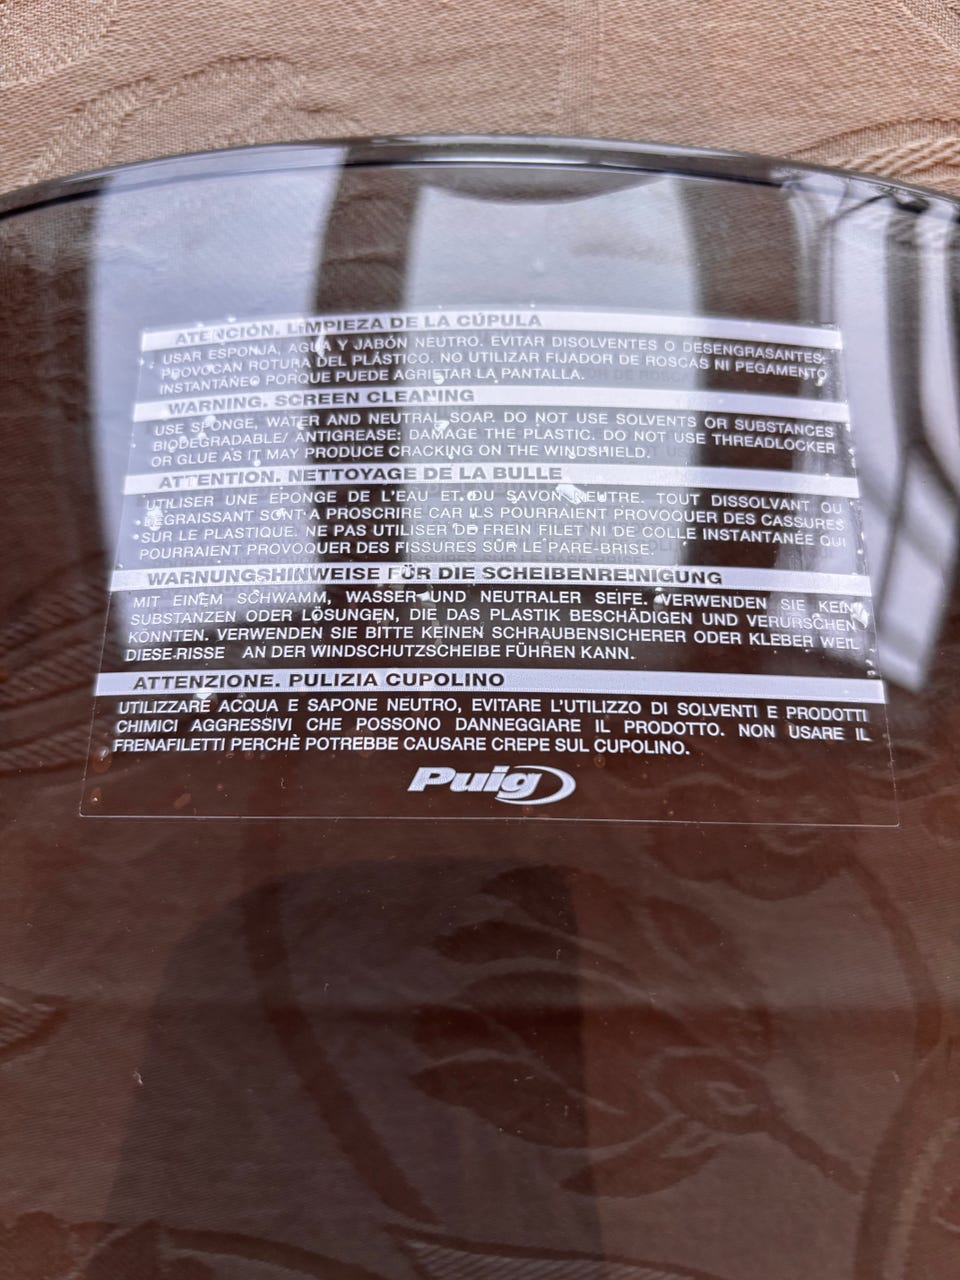 ATENCIÓN. LIMPIEZA DE LA CÚPULA
USAR ESPONJA, AGUA Y JABÓN NEUTRO. EVITAR DISOLVENTES O DESENGRASANTES:
PROVOCAN ROTURA DEL PLÁSTICO. NO UTILIZAR FIJADOR DE ROSCAS NI PEGAMENTO
INSTANTÁNEO PORQUE PUEDE AGRIETAR LA PANTALLA.
WARNING. SCREEN CLEANING
USE SPONGE, WATER AND NEUTRAL SOAP. DO NOT USE SOLVENTS OR SUBSTANCES
BIODEGRADABLE/ ANTIGREASE: DAMAGE THE PLASTIC. DO NOT USE THREADLOCKER
OR GLUE AS IT MAY PRODUCE CRACKING ON THE WINDSHIELD.
ATTENTION. NETTOYAGE DE LA BULLE
UTILISER UNE EPONGE DE L'EAU ET DU SAVON NEUTRE. TOUT DISSOLVANT OU
DEGRAISSANT SONT A PROSCRIRE CAR ILS POURRAIENT PROVOQUER DES CASSURES
SUR LE PLASTIQUE. NE PAS UTILISER DE FREIN FILET NI DE COLLE INSTANTANÉE QUI
POURRAIENT PROVOQUER DES FISSURES SUR LE PARE-BRISE.
WARNUNGSHINWEISE FÜR DIE SCHEIBENREINIGUNG
MIT EINEM SCHWAMM, WASSER UND NEUTRALER SEIFE. VERWENDEN SIE KEIN
SUBSTANZEN ODER LÖSUNGEN, DIE DAS PLASTIK BESCHÄDIGEN UND VERURSCHEN
KÖNNTEN. VERWENDEN SIE BITTE KEINEN SCHRAUBENSICHERER ODER KLEBER WEIL
DIESE RISSE AN DER WINDSCHUTZSCHEIBE FÜHREN KANN.
ATTENZIONE. PULIZIA CUPOLINO
UTILIZZARE ACQUA E SAPONE NEUTRO, EVITARE L'UTILIZZO DI SOLVENTI E PRODOTTI
CHIMICI AGGRESSIVI CHE POSSONO DANNEGGIARE IL PRODOTTO. NON USARE IL
FRENAFILETTI PERCHÈ POTREBBE CAUSARE CREPE SUL CUPOLINO.
Puig